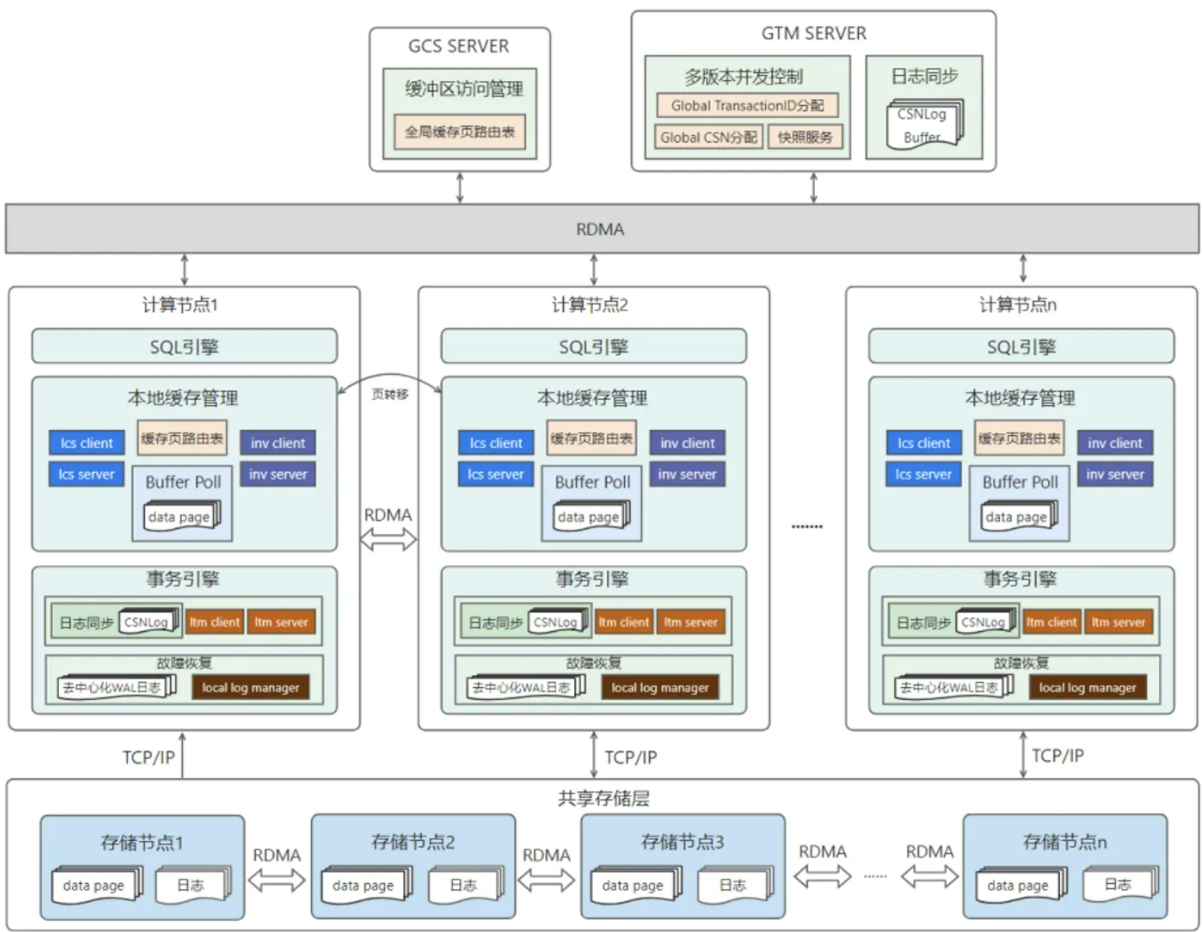 GCS SERVER
缓冲区访问管理
全局缓存页路由表
GTM SERVER
多版本并发控制
Global TransactionID分配
Global CSN分配
快照服务
日志同步
CSNLog
Buffer
RDMA
计算节点1
SQL引擎
本地缓存管理
lcs client
缓存页路由表
inv client
lcs server
Buffer Poll
inv server
data page
事务引擎
日志同步
CSNLog
ltm client
ltm server
故障恢复
去中心化WAL日志
local log manager
页转移
RDMA
计算节点2
SQL引擎
本地缓存管理
lcs client
缓存页路由表
inv client
lcs server
Buffer Poll
inv server
data page
事务引擎
日志同步
CSNLog
ltm client
ltm server
故障恢复
去中心化WAL日志
local log manager
.......
计算节点n
SQL引擎
本地缓存管理
lcs client
缓存页路由表
inv client
lcs server
Buffer Poll
inv server
data page
事务引擎
日志同步
CSNLog
ltm client
ltm server
故障恢复
去中心化WAL日志
local log manager
TCP/IP
TCP/IP
TCP/IP
共享存储层
存储节点1
data page
日志
RDMA
存储节点2
data page
日志
RDMA
存储节点3
data page
日志
RDMA
......
RDMA
存储节点n
data page
日志